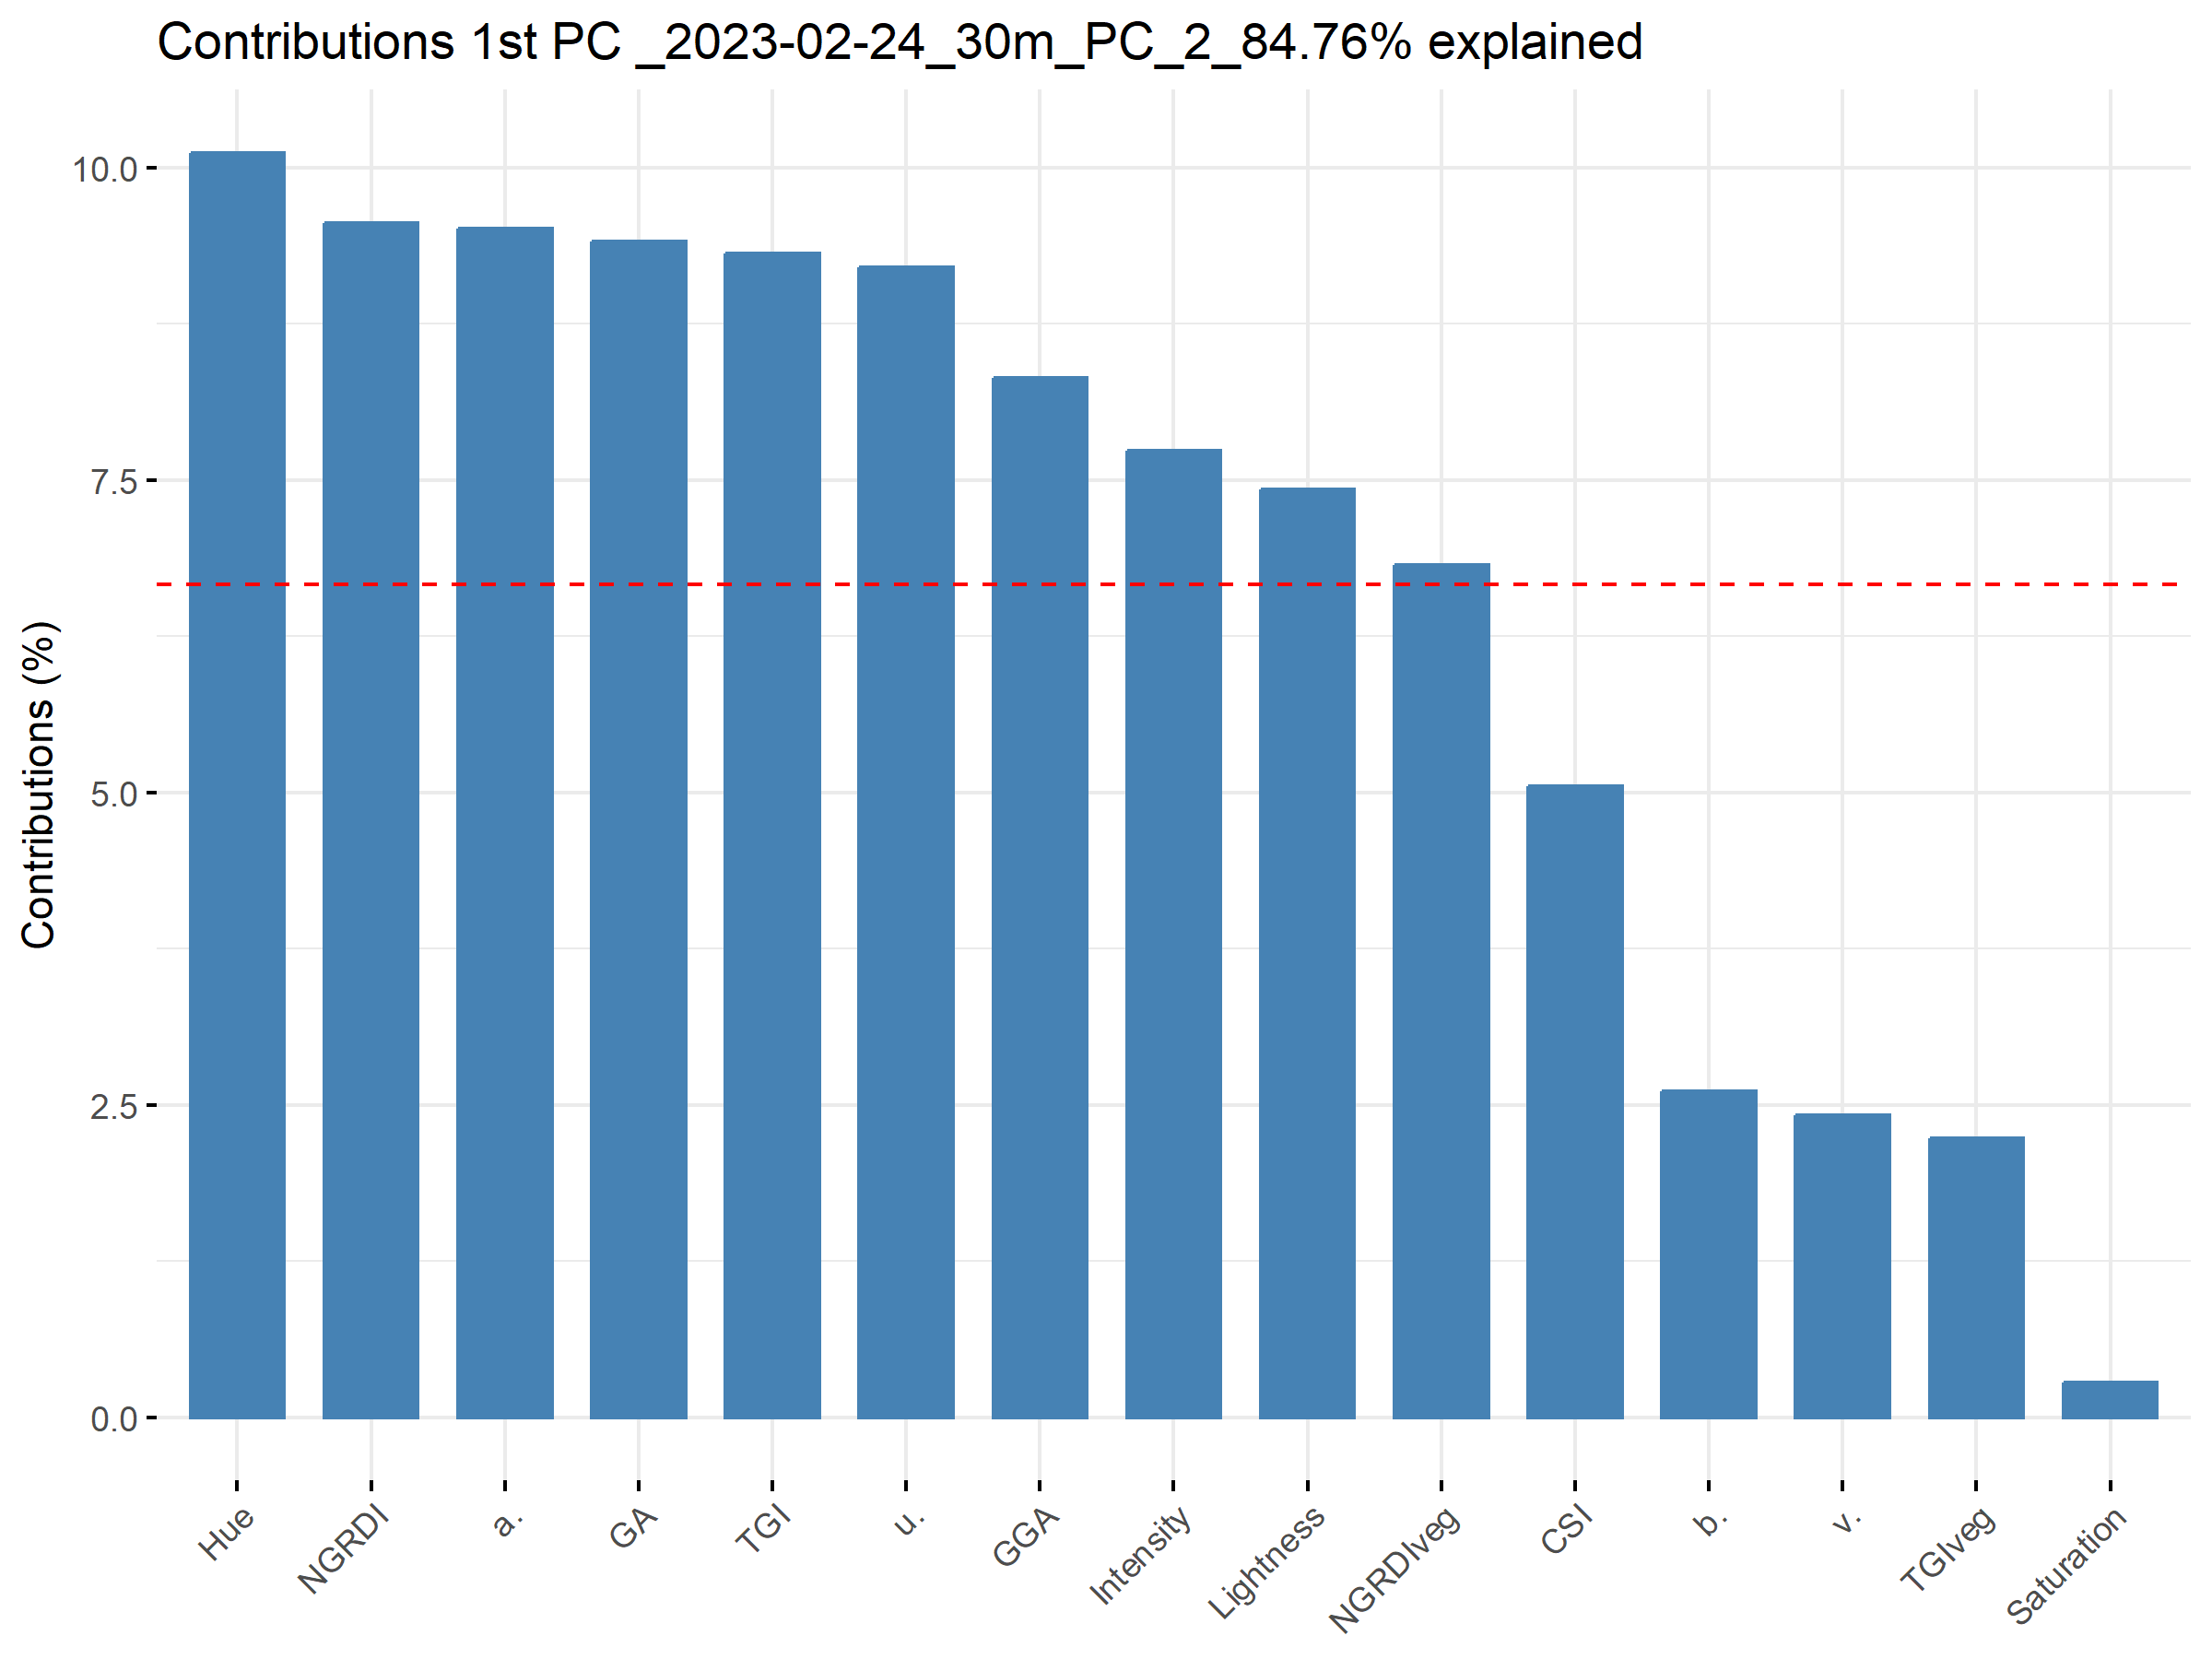 Contributions 1st PC _2023-02-24_30m_PC_2_84.76% explained
Contributions (%)
10.0
7.5
5.0
2.5
0.0
Hue
NGRDI
a.
GA
TGI
u.
GGA
Intensity
Lightness
NGRDIveg
CSI
b.
v.
TGIveg
Saturation